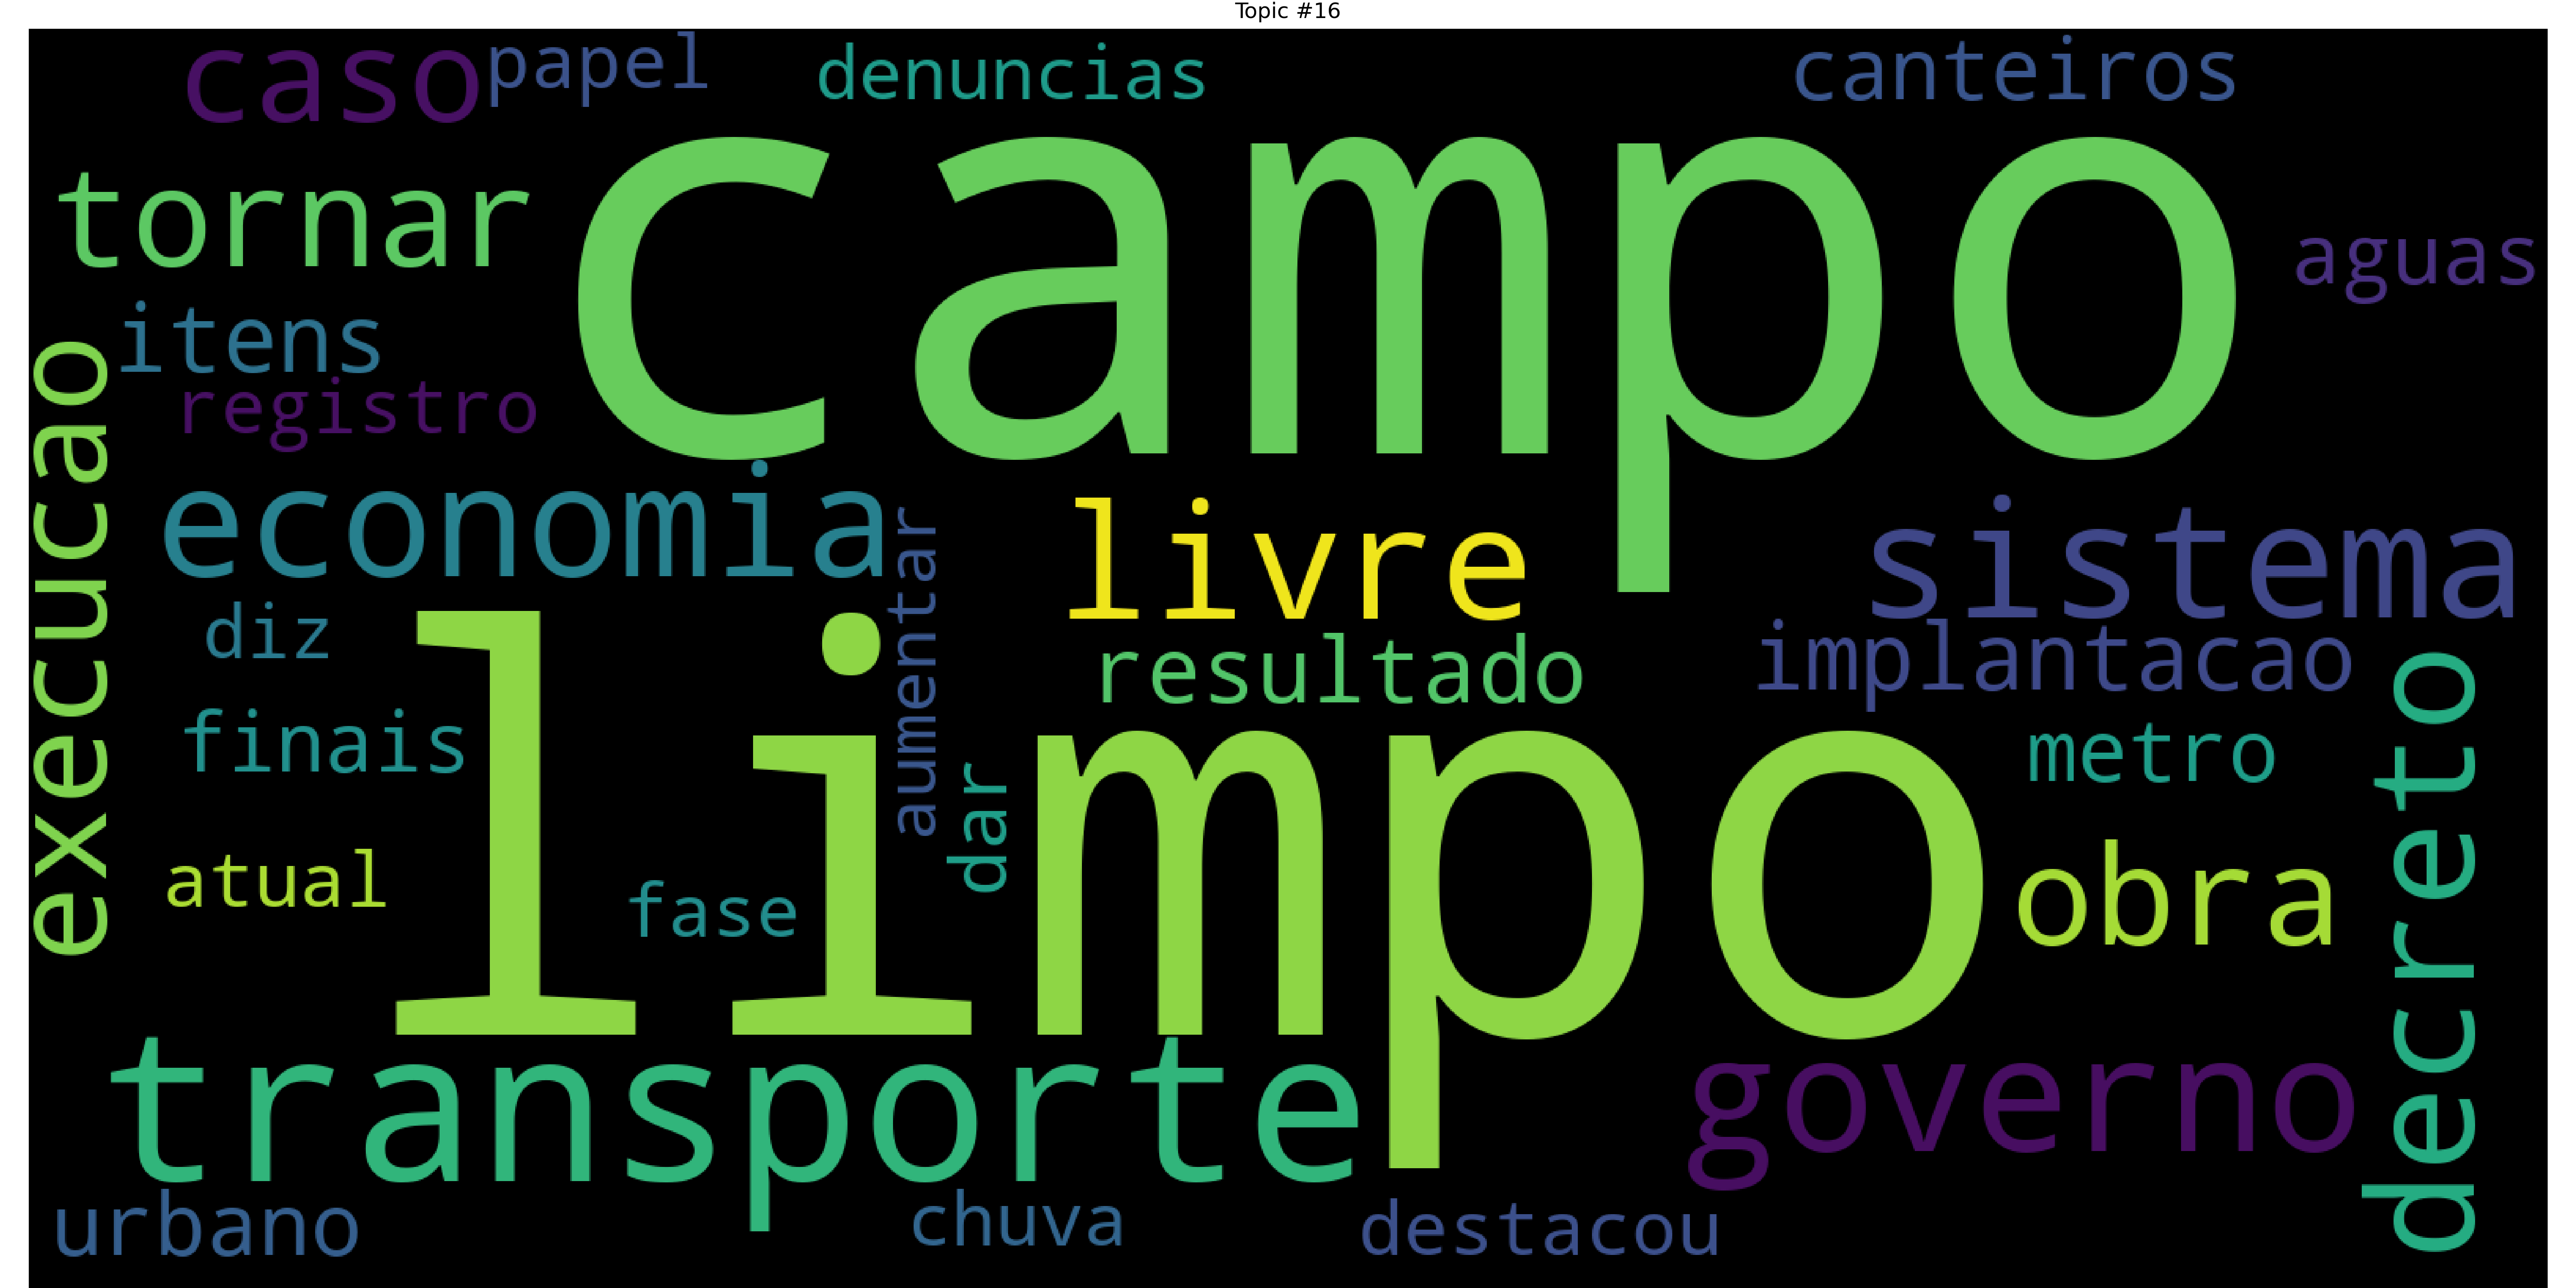 Topic #16
caso
papel
denuncias
canteiros
campo
tornar
aguas
itens
registro
execucao
economia
livre
sistema
aumentar
diz
resultado
implantacao
limpo
finais
metro
decreto
dar
atual
fase
obra
transporte
governo
urbano
chuva
destacou